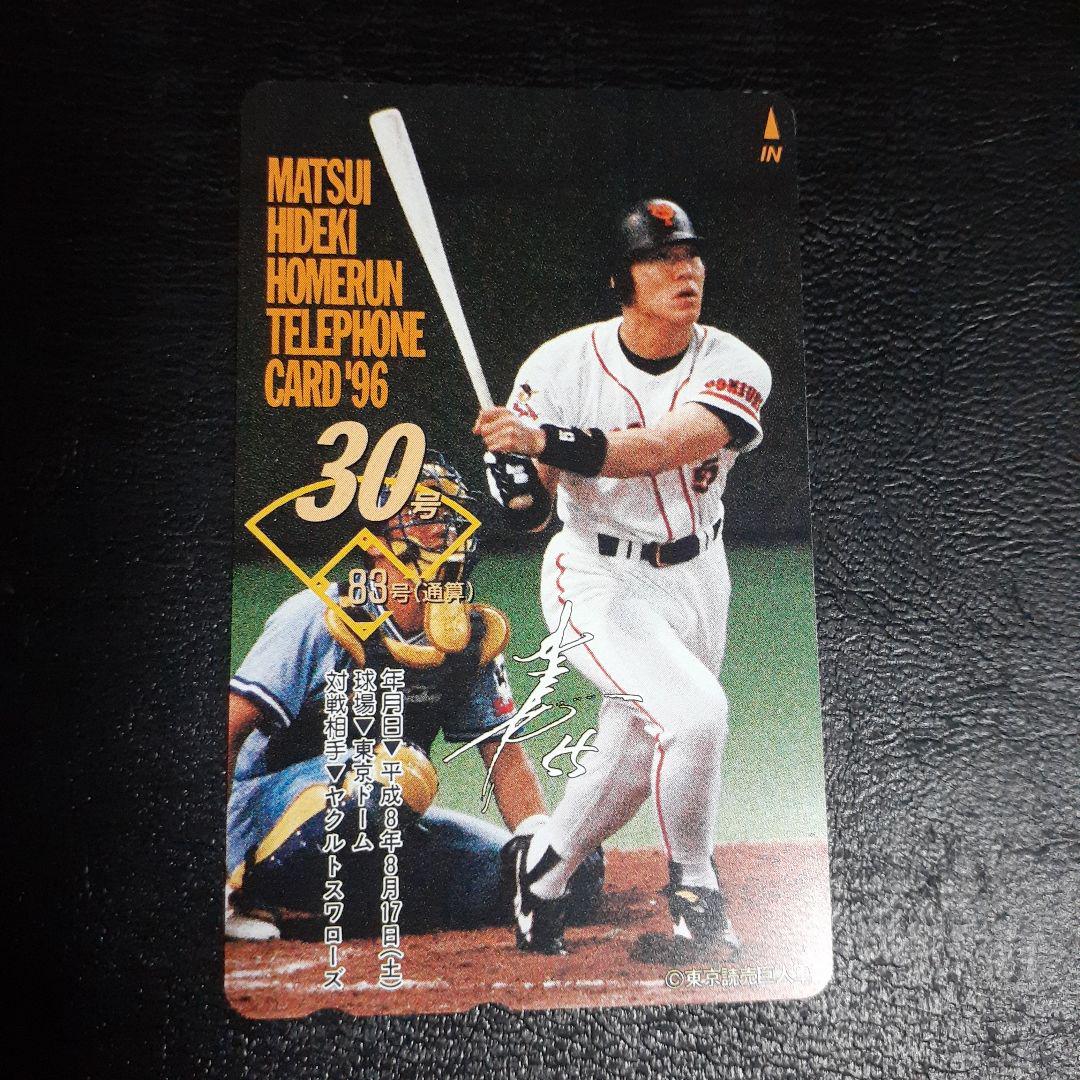 MATSUI
HIDEKI
HOMERUN
TELEPHONE
CARD '96
IN
30号
83号(通算)
年月日▼平成8年8月17日(土)
球場▼東京ドーム
対戦相手▼ヤクルトスワローズ
©東京読売巨人軍